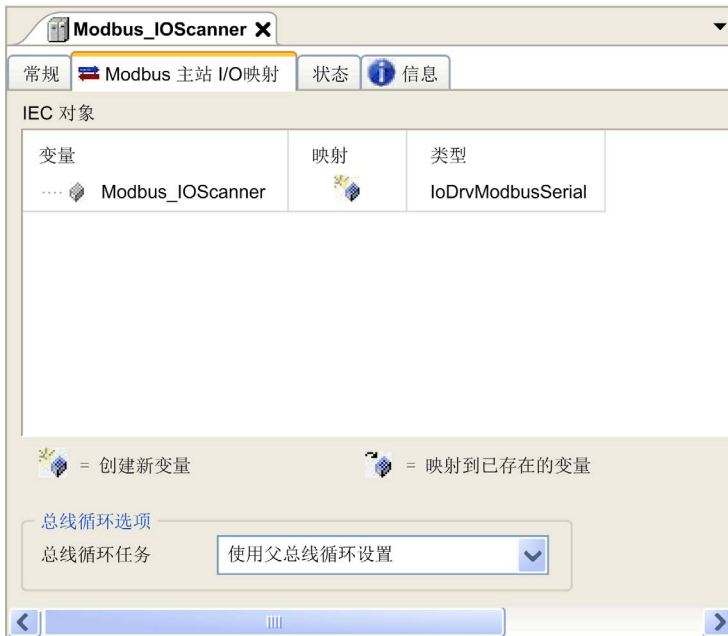 Modbus_IOScanner
常规 Modbus 主站 I/O映射 状态 信息
IEC 对象
变量 映射 类型
Modbus_IOScanner IoDrvModbusSerial
= 创建新变量 = 映射到已存在的变量
总线循环选项
总线循环任务 使用父总线循环设置